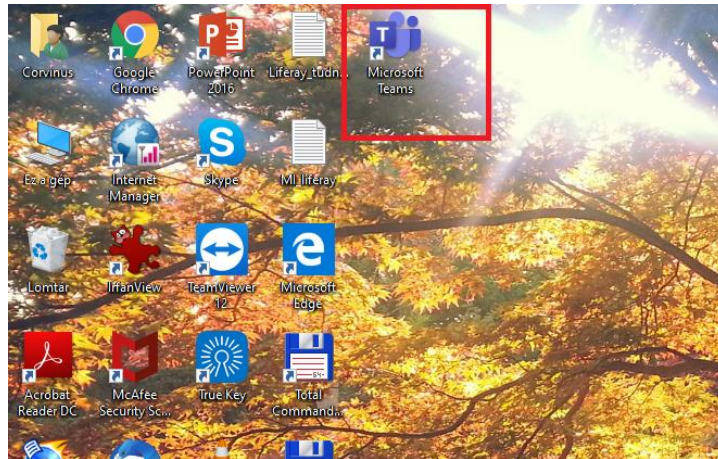 Corvinus
Google
Chrome
PowerPoint
2016
Liferay_tudn...
Microsoft
Teams
Ez a gép
Internet
Manager
Skype
MI-liferay
Lomtár
IrfanView
TeamViewer
12
Microsoft
Edge
Acrobat
Reader DC
McAfee
Security Sc...
True Key
Total
Command...